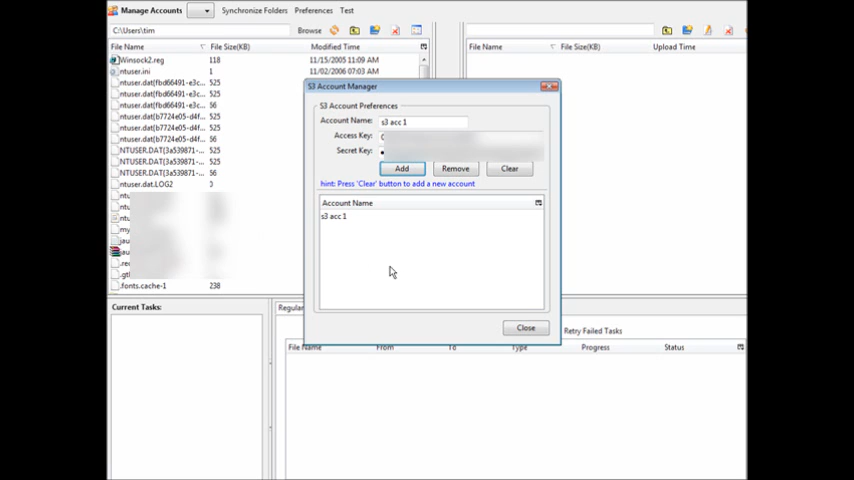 Manage Accounts Synchronize Folders Preferences Test
C:\Users\tim Browse
File Name File Size(KB) Modified Time File Name File Size(KB) Upload Time
Winsock2.reg 118 11/15/2005 11:09 AM
ntuser.ini 1 11/02/2006 07:03 AM
ntuser.dat{fbd66491-e3c... 525
ntuser.dat{fbd66491-e3c... 525
ntuser.dat{fbd66491-e3c... 56
ntuser.dat{b7724e05-d4f... 525
ntuser.dat{b7724e05-d4f... 525
ntuser.dat{b7724e05-d4f... 56
NTUSER.DAT{3a539871-... 525
NTUSER.DAT{3a539871-... 525
NTUSER.DAT{3a539871-... 56
ntuser.dat.LOG2 0
.fonts.cache-1 238
S3 Account Manager
S3 Account Preferences
Account Name: s3 acc 1
Access Key:
Secret Key:
Add Remove Clear
hint: Press 'Clear' button to add a new account
Account Name
s3 acc 1
Close
Current Tasks: Regular
Retry Failed Tasks
File Name From To Type Progress Status